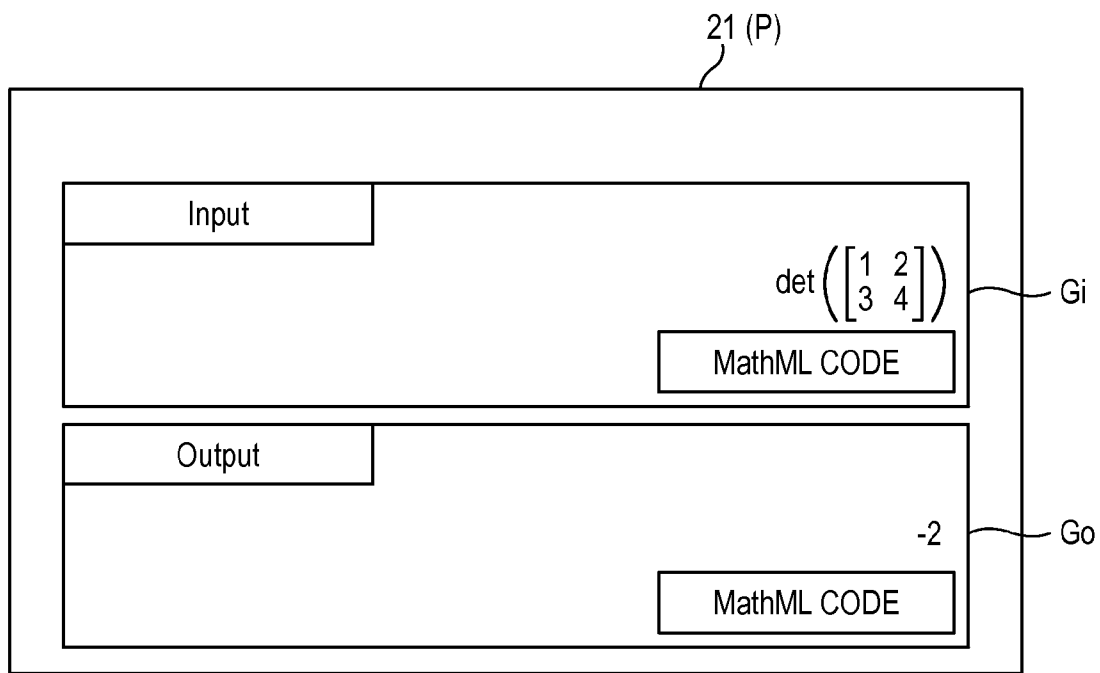 21 (P)
Input
det([1 2
3 4])
Gi
MathML CODE
Output
-2
Go
MathML CODE